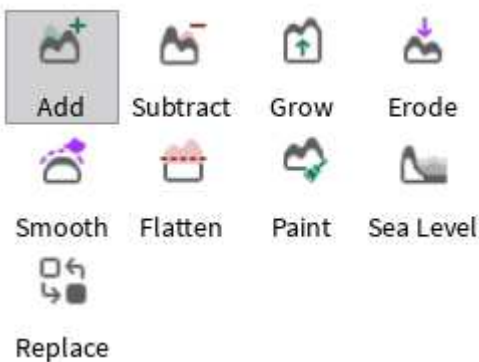 Add Subtract Grow Erode
Smooth Flatten Paint Sea Level
Replace